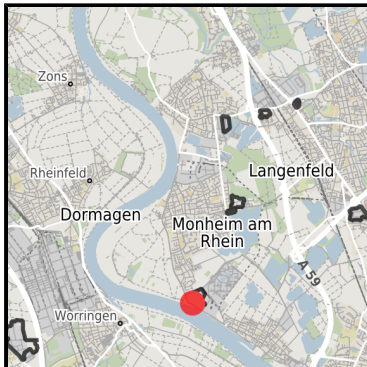 Zons
Langenfeld
Rheinfeld
Dormagen
Monheim am
Rhein
A 59
Worringen